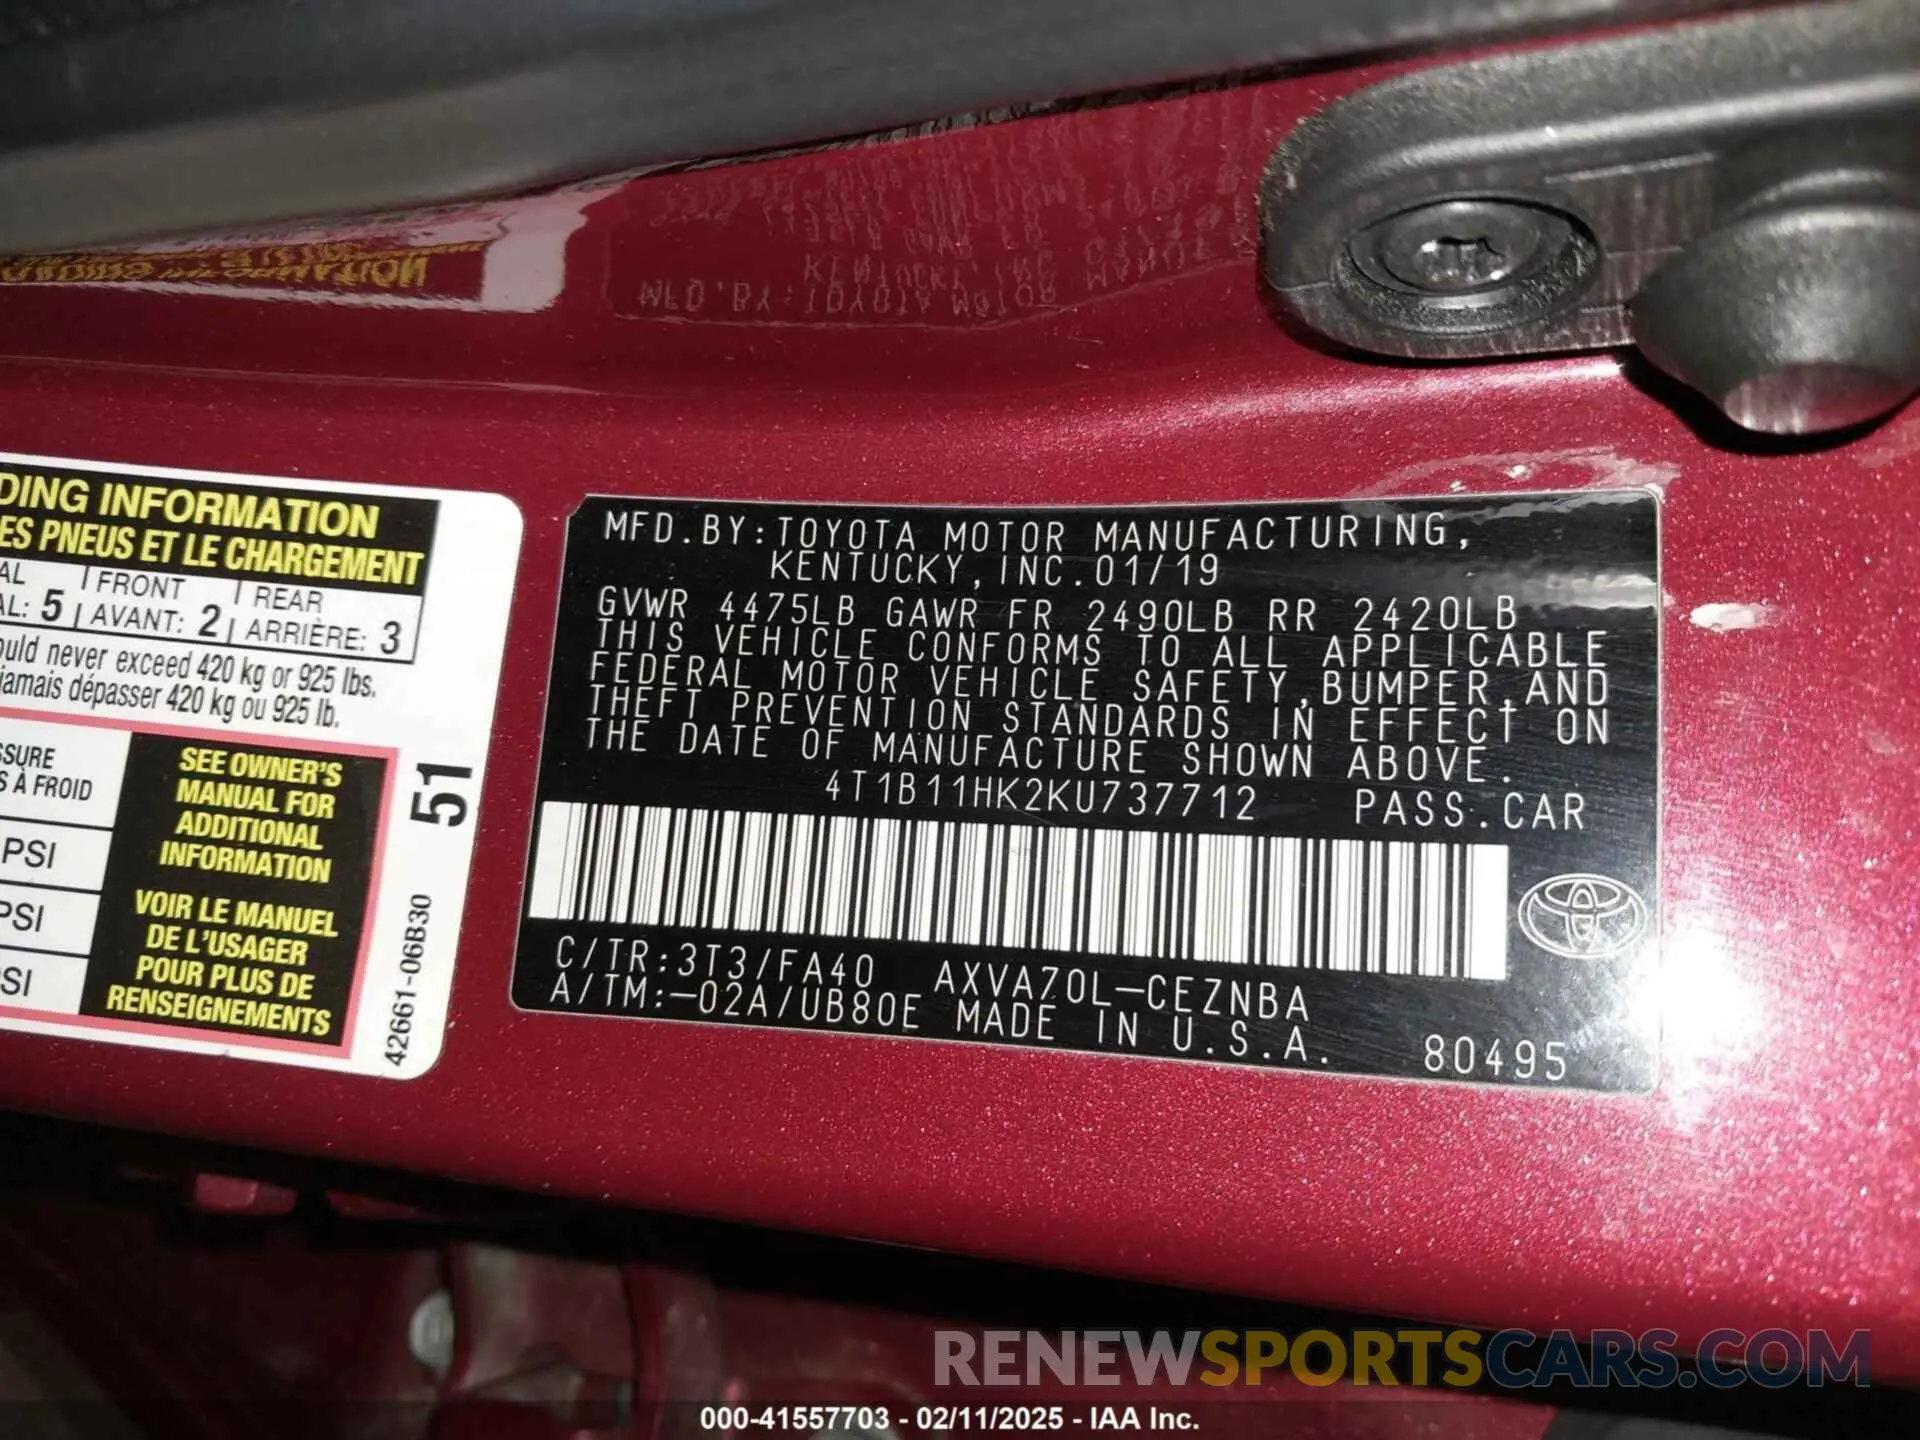 DING INFORMATION
ES PNEUS ET LE CHARGEMENT
AL FRONT REAR
AL: 5 AVANT: 2 ARRIÈRE: 3
ould never exceed 420 kg or 925 lbs.
jamais dépasser 420 kg ou 925 lb.
SSURE
S À FROID
PSI
PSI
SI
SEE OWNER'S
MANUAL FOR
ADDITIONAL
INFORMATION
VOIR LE MANUEL
DE L'USAGER
POUR PLUS DE
RENSEIGNEMENTS
51
42661-06B30
MFD.BY:TOYOTA MOTOR MANUFACTURING,
KENTUCKY,INC.01/19
GVWR 4475LB GAWR FR 2490LB RR 2420LB
THIS VEHICLE CONFORMS TO ALL APPLICABLE
FEDERAL MOTOR VEHICLE SAFETY,BUMPER,AND
THEFT PREVENTION STANDARDS IN EFFECT ON
THE DATE OF MANUFACTURE SHOWN ABOVE.
4T1B11HK2KU737712 PASS.CAR
C/TR:3T3/FA40 AXVA70L-CEZNBA
A/TM:-02A/UB80E MADE IN U.S.A. 80495
RENEWSPORTSCARS.COM
000-41557703 - 02/11/2025 - IAA Inc.